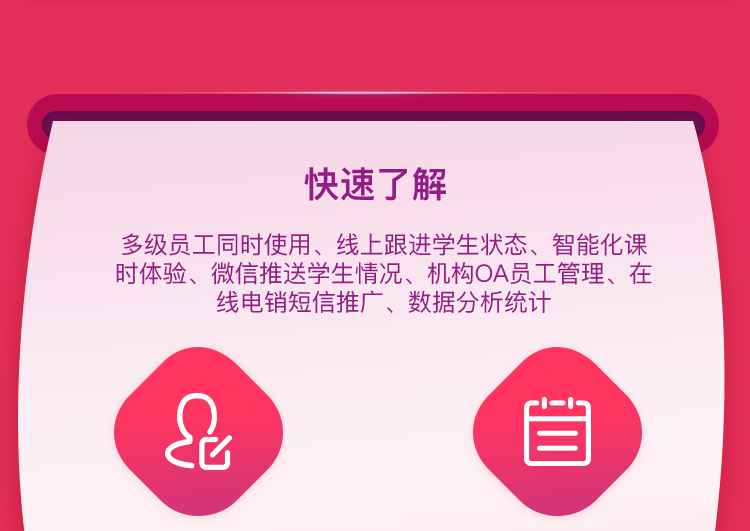 快速了解
多级员工同时使用、线上跟进学生状态、智能化课
时体验、微信推送学生情况、机构OA员工管理、在
线电销短信推广、数据分析统计